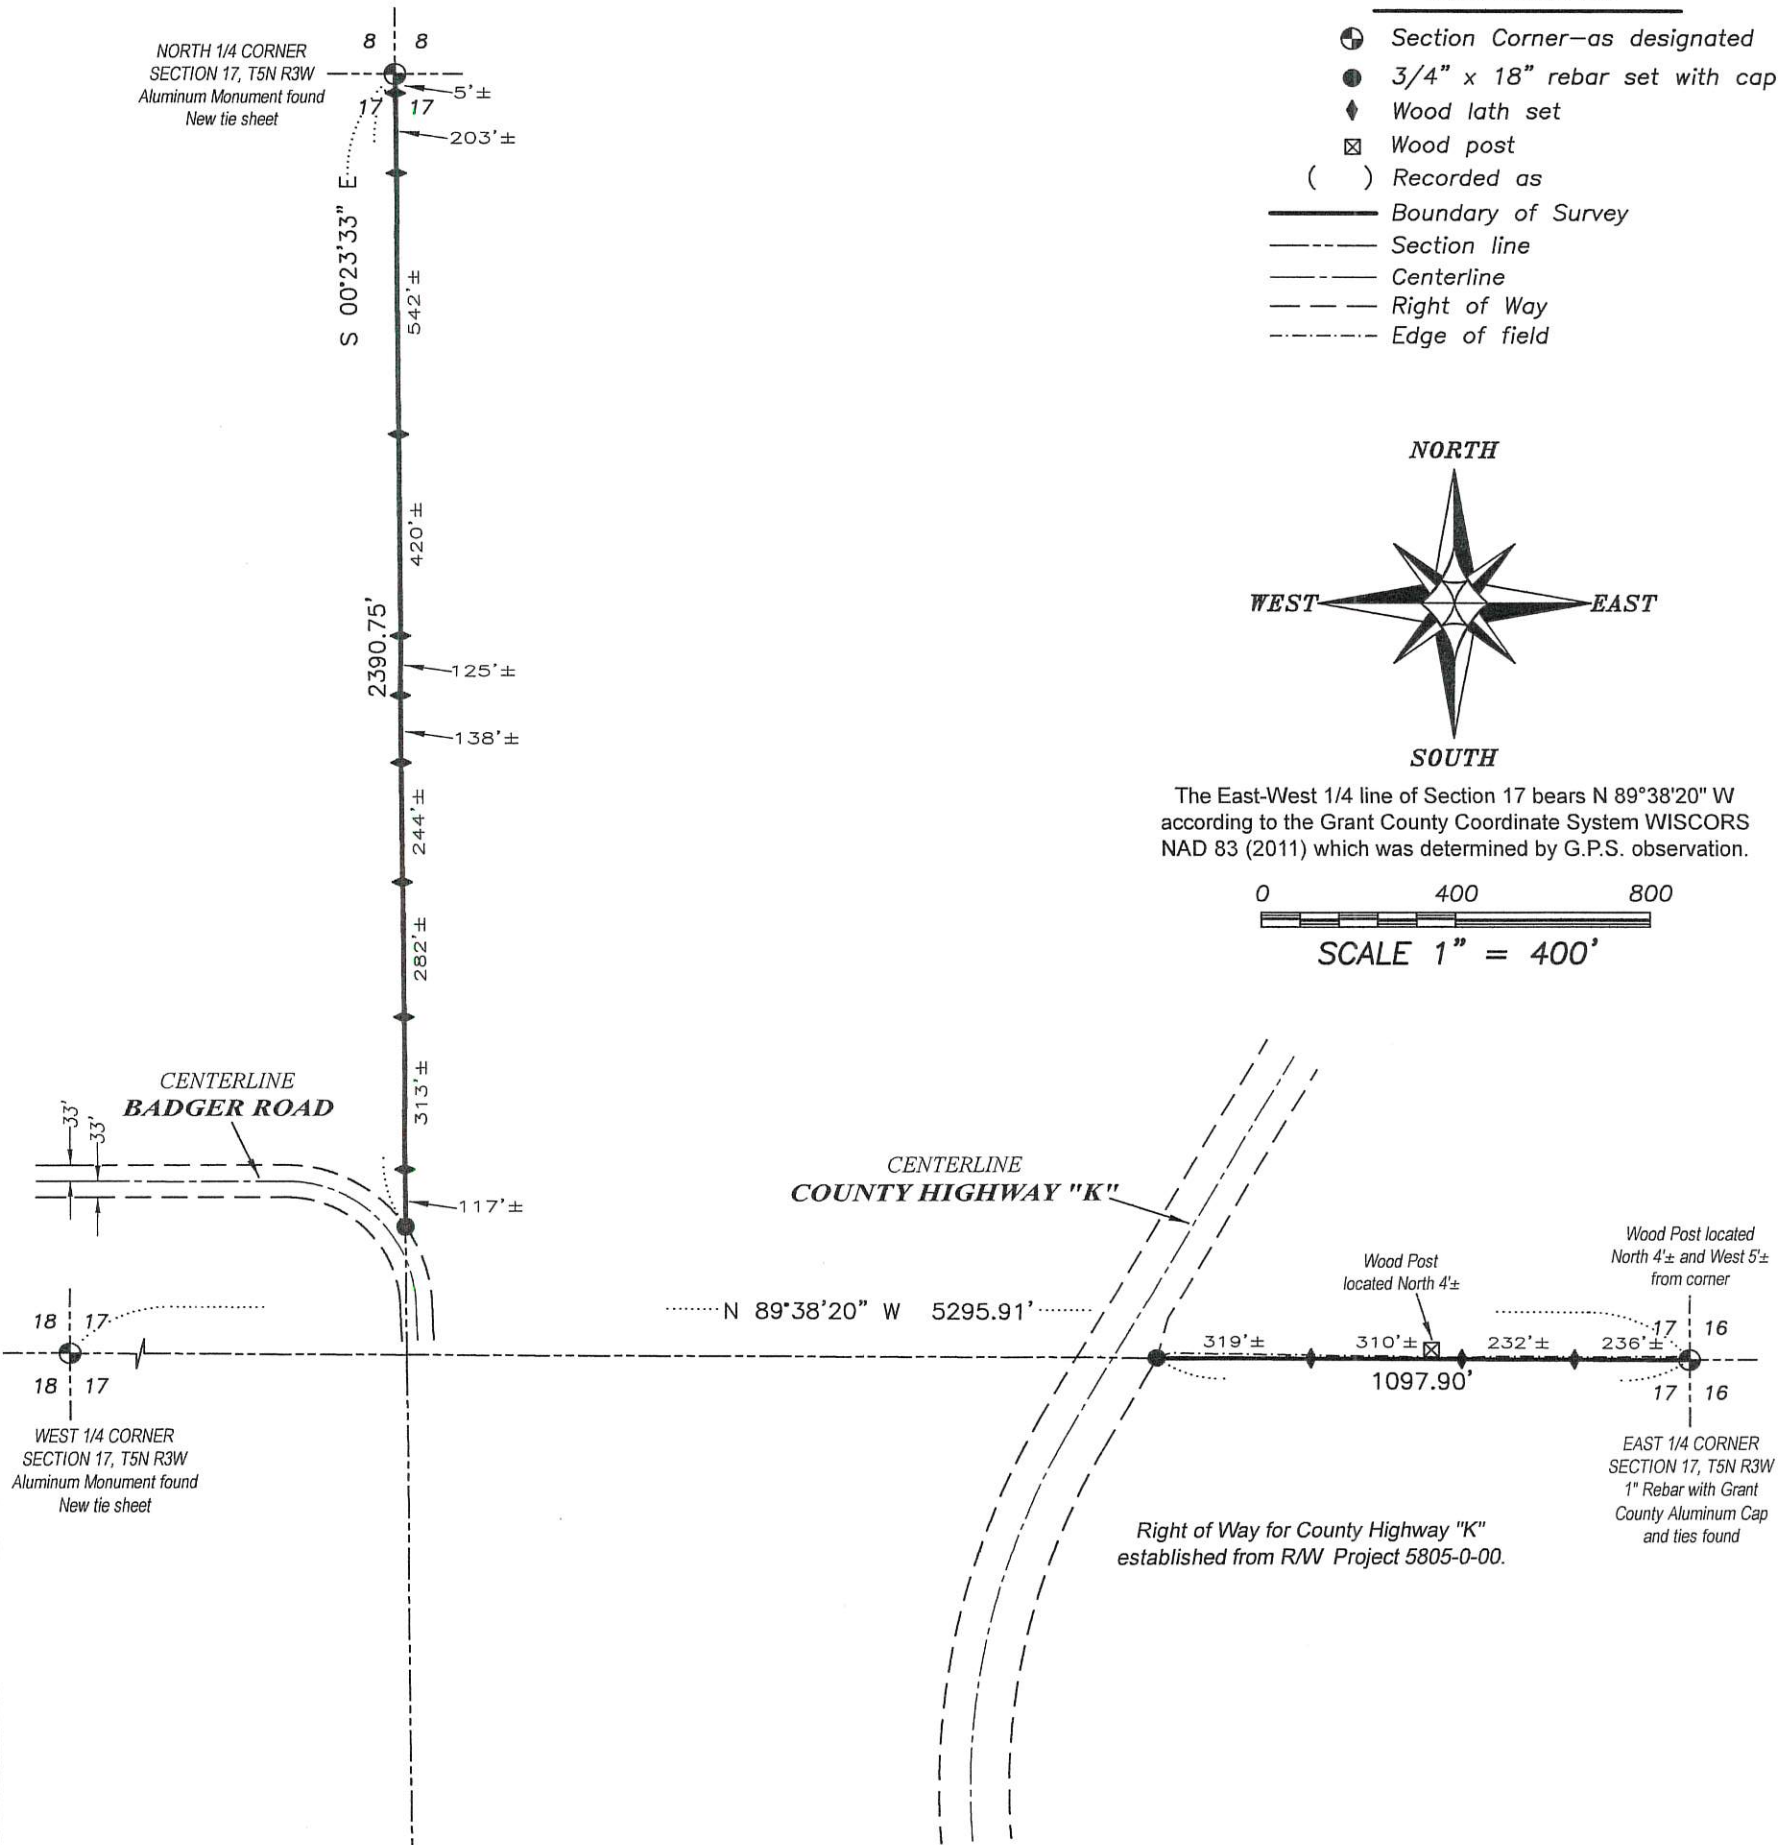 Section Corner—as designated
3/4" x 18" rebar set with cap
Wood lath set
Wood post
( ) Recorded as
Boundary of Survey
Section line
Centerline
Right of Way
Edge of field
NORTH 1/4 CORNER
SECTION 17, T5N R3W
Aluminum Monument found
New tie sheet
8 8
17 17
5'±
203'±
S 00°23'33" E
542'±
420'±
2390.75'
125'±
138'±
244'±
282'±
313'±
117'±
NORTH
WEST
EAST
SOUTH
The East-West 1/4 line of Section 17 bears N 89°38'20" W
according to the Grant County Coordinate System WISCORS
NAD 83 (2011) which was determined by G.P.S. observation.
0 400 800
SCALE 1" = 400'
CENTERLINE
BADGER ROAD
33'
33'
CENTERLINE
COUNTY HIGHWAY "K"
Wood Post
located North 4'±
Wood Post located
North 4'± and West 5'±
from corner
N 89°38'20" W 5295.91'
18 17
18 17
319'± 310'± 232'± 236'±
1097.90'
17 16
17 16
WEST 1/4 CORNER
SECTION 17, T5N R3W
Aluminum Monument found
New tie sheet
EAST 1/4 CORNER
SECTION 17, T5N R3W
1" Rebar with Grant
County Aluminum Cap
and ties found
Right of Way for County Highway "K"
established from R/W Project 5805-0-00.